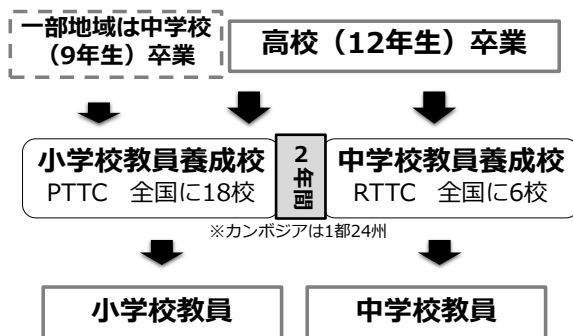 一部地域は中学校
（9年生）卒業
高校（12年生）卒業
小学校教員養成校
PTTC　全国に18校
2年間
中学校教員養成校
RTTC　全国に6校
※カンボジアは1都24州
小学校教員
中学校教員